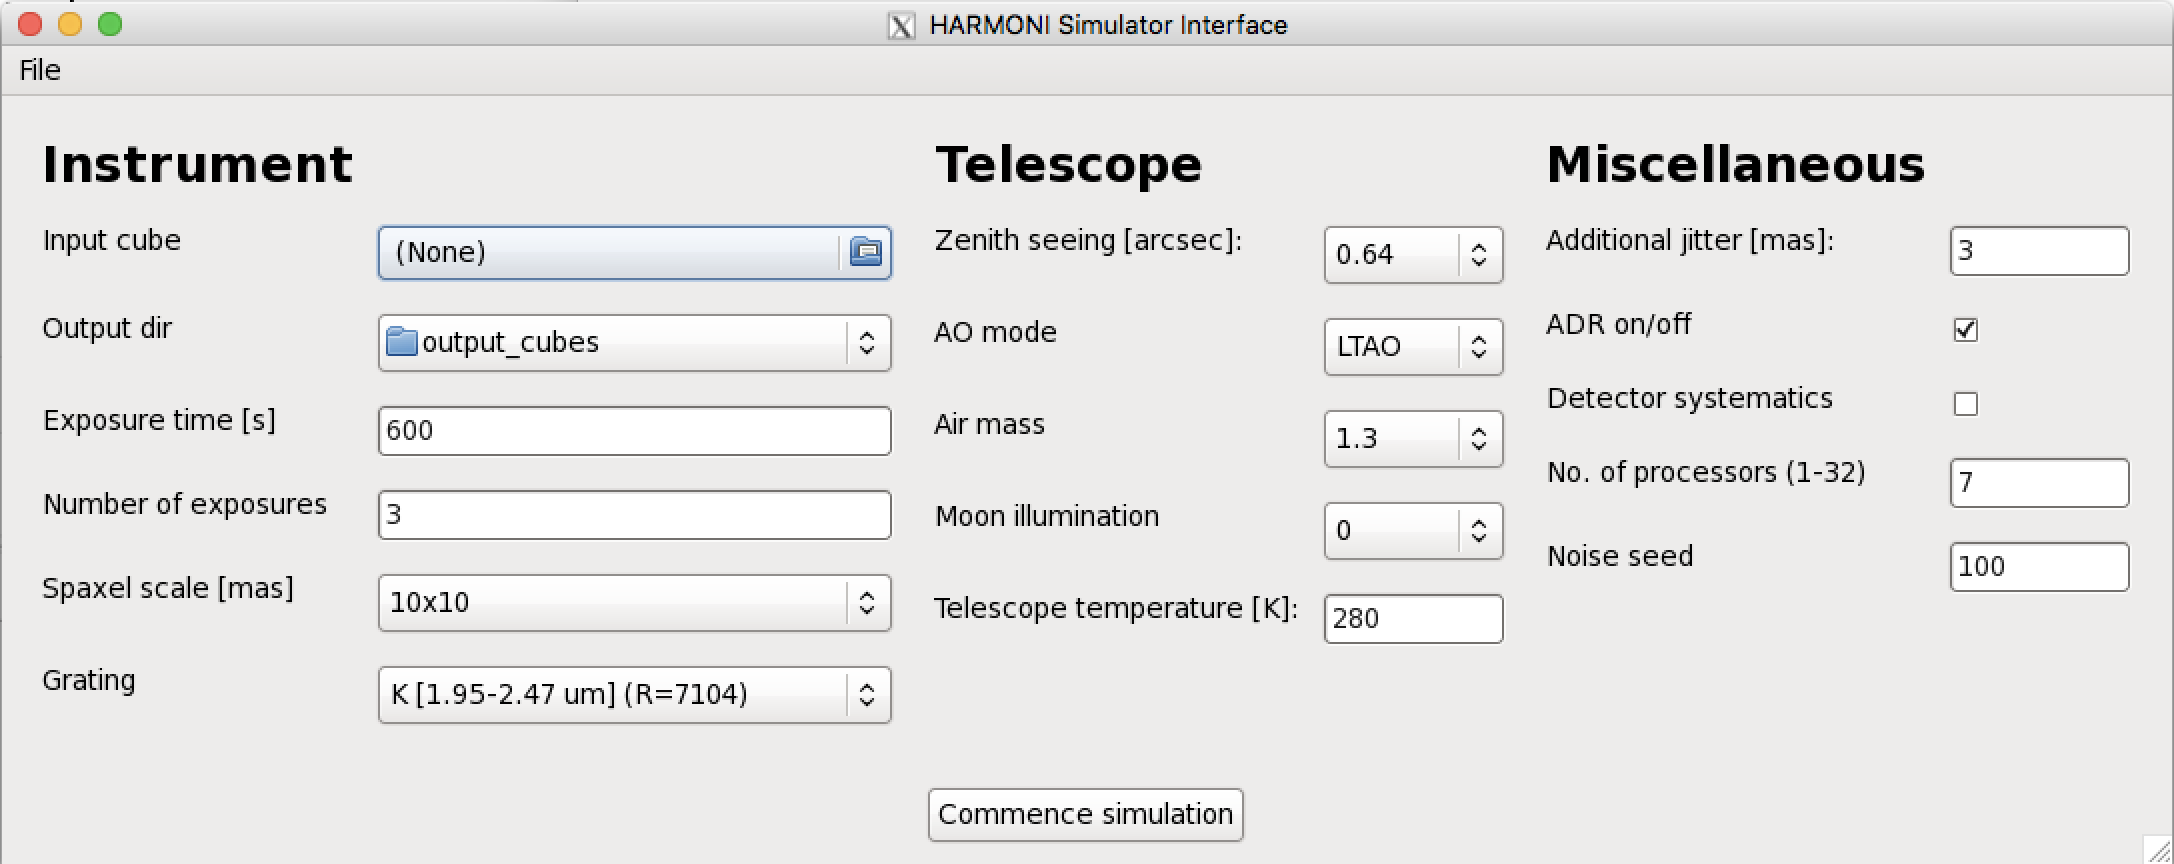 HARMONI Simulator Interface
File
Instrument
Input cube (None)
Output dir output_cubes
Exposure time [s] 600
Number of exposures 3
Spaxel scale [mas] 10x10
Grating K [1.95-2.47 um] (R=7104)
Telescope
Zenith seeing [arcsec]: 0.64
AO mode LTAO
Air mass 1.3
Moon illumination 0
Telescope temperature [K]: 280
Miscellaneous
Additional jitter [mas]: 3
ADR on/off
Detector systematics
No. of processors (1-32) 7
Noise seed 100
Commence simulation